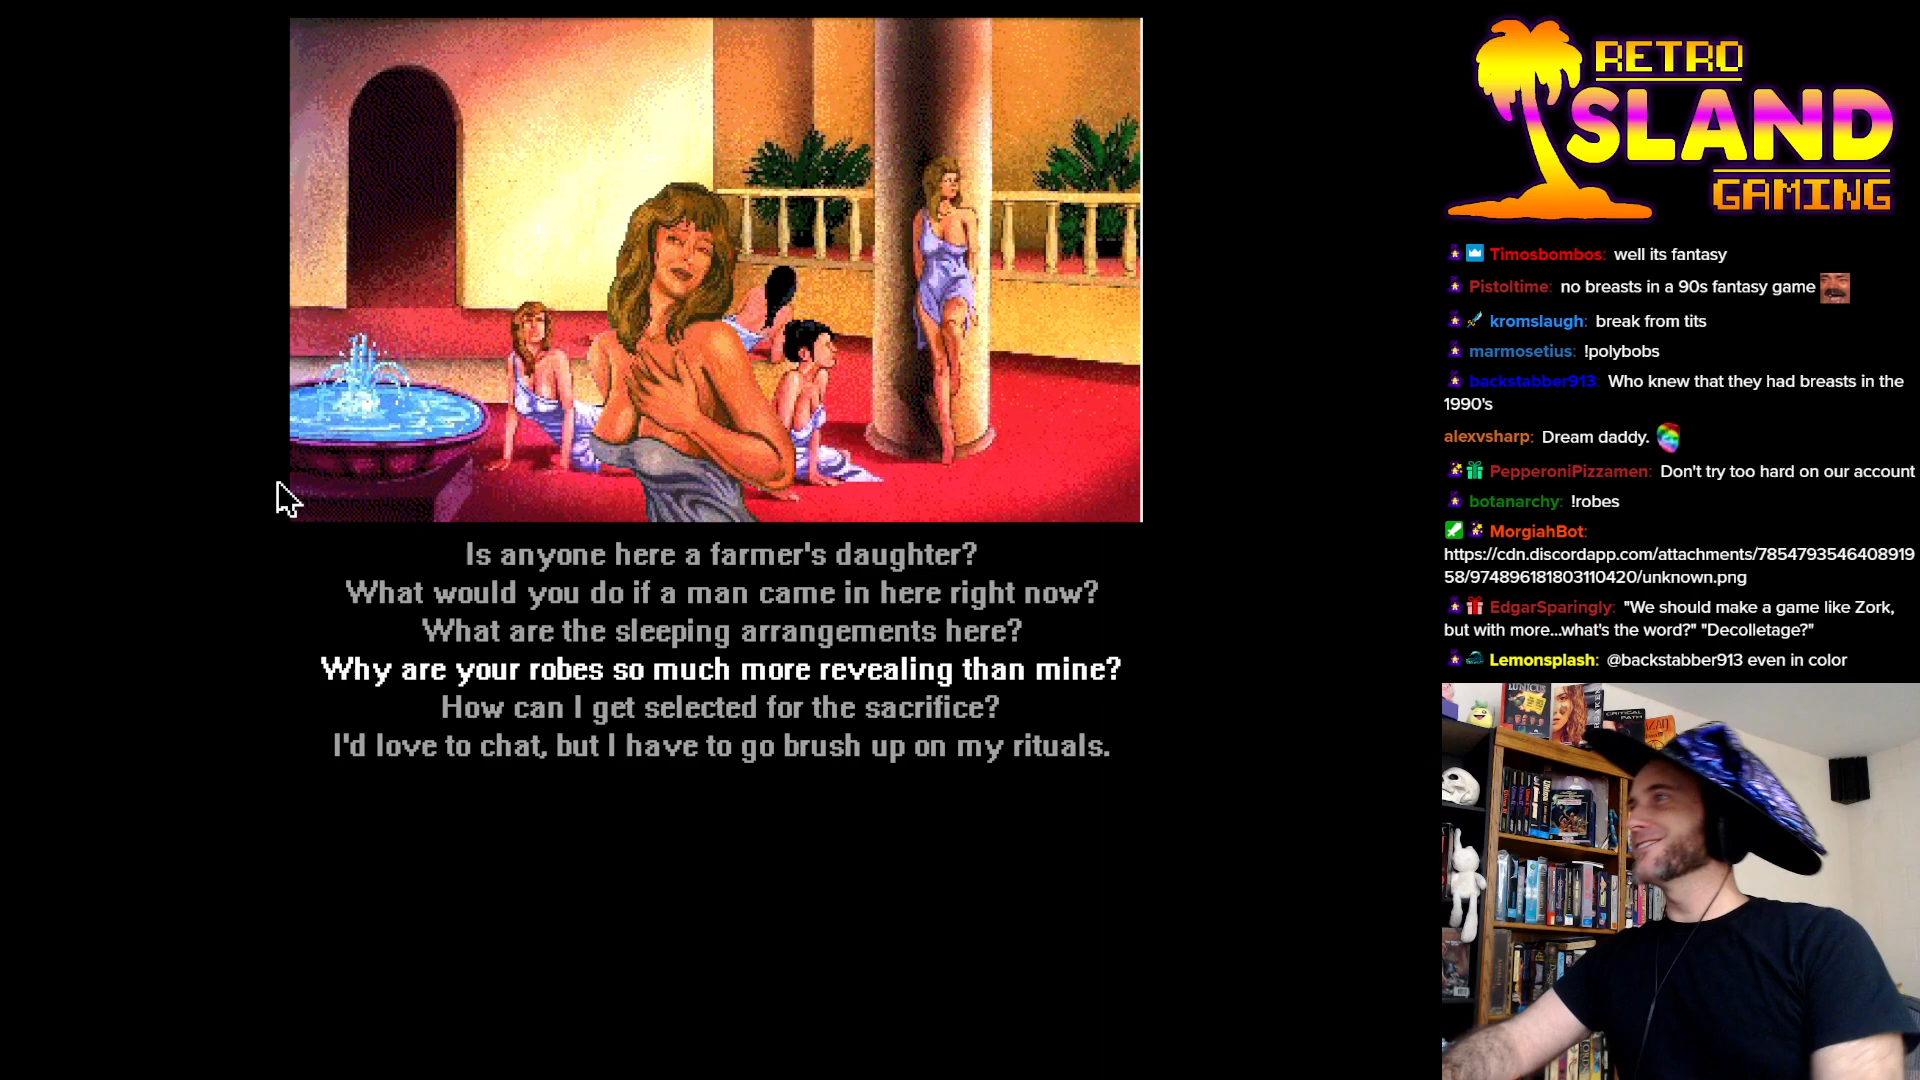 RETRO
ISLAND
GAMING
Timosbombos: well its fantasy
Pistoltime: no breasts in a 90s fantasy game
kromslaugh: break from tits
marmosetius: !polybobs
backstabber913: Who knew that they had breasts in the
1990's
alexvsharp: Dream daddy.
PepperoniPizzamen: Don't try too hard on our account
botanarchy: !robes
MorgiahBot:
https://cdn.discordapp.com/attachments/7854793546408919
58/974896181803110420/unknown.png
EdgarSparingly: "We should make a game like Zork,
but with more...what's the word?" "Decolletage?"
Lemonsplash: @backstabber913 even in color
Is anyone here a farmer's daughter?
What would you do if a man came in here right now?
What are the sleeping arrangements here?
Why are your robes so much more revealing than mine?
How can I get selected for the sacrifice?
I'd love to chat, but I have to go brush up on my rituals.
LUNICUS
CRITICAL
PATH